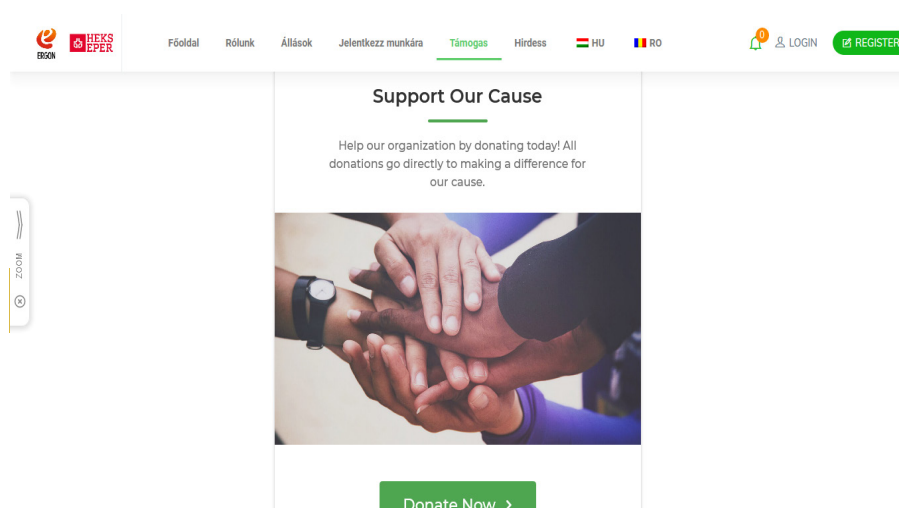 ERGON
HEKS
EPER
Főoldal Rólunk Állások Jelentkezz munkára Támogas Hirdess HU RO
0 LOGIN REGISTER
Support Our Cause
Help our organization by donating today! All
donations go directly to making a difference for
our cause.
ZOOM
Donate Now